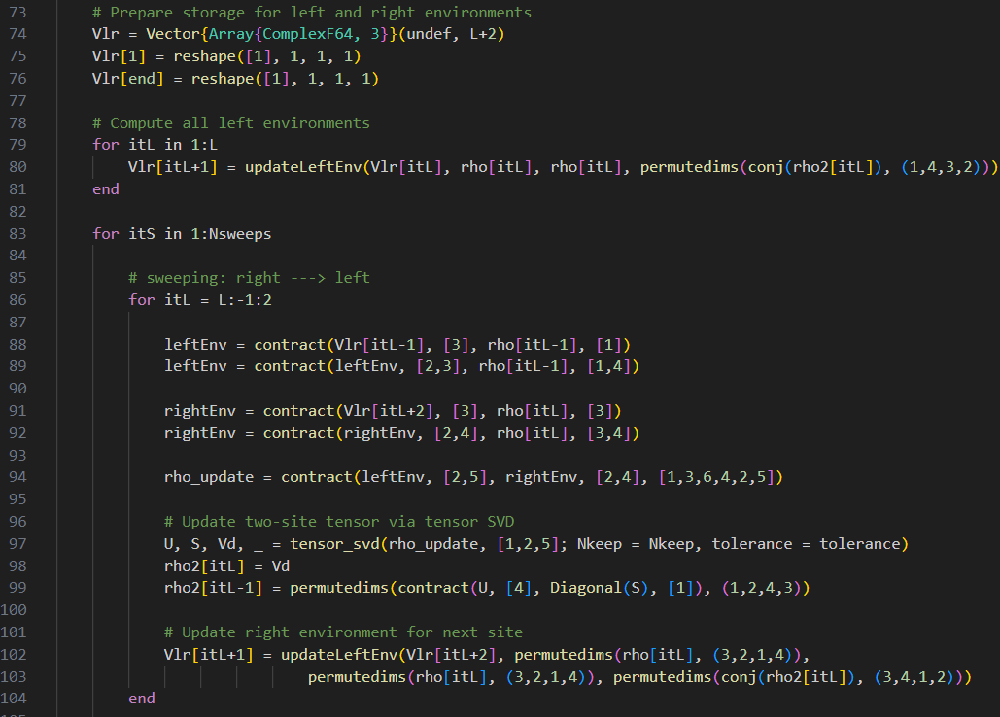 73 # Prepare storage for left and right environments
74 Vlr = Vector{Array{ComplexF64, 3}}(undef, L+2)
75 Vlr[1] = reshape([1], 1, 1, 1)
76 Vlr[end] = reshape([1], 1, 1, 1)
77
78 # Compute all left environments
79 for itL in 1:L
80 Vlr[itL+1] = updateLeftEnv(Vlr[itL], rho[itL], rho[itL], permutedims(conj(rho2[itL]), (1,4,3,2)))
81 end
82
83 for itS in 1:Nsweeps
84
85 # sweeping: right ---> left
86 for itL = L:-1:2
87
88 leftEnv = contract(Vlr[itL-1], [3], rho[itL-1], [1])
89 leftEnv = contract(leftEnv, [2,3], rho[itL-1], [1,4])
90
91 rightEnv = contract(Vlr[itL+2], [3], rho[itL], [3])
92 rightEnv = contract(rightEnv, [2,4], rho[itL], [3,4])
93
94 rho_update = contract(leftEnv, [2,5], rightEnv, [2,4], [1,3,6,4,2,5])
95
96 # Update two-site tensor via tensor SVD
97 U, S, Vd, _ = tensor_svd(rho_update, [1,2,5]; Nkeep = Nkeep, tolerance = tolerance)
98 rho2[itL] = Vd
99 rho2[itL-1] = permutedims(contract(U, [4], Diagonal(S), [1]), (1,2,4,3))
100
101 # Update right environment for next site
102 Vlr[itL+1] = updateLeftEnv(Vlr[itL+2], permutedims(rho[itL], (3,2,1,4)),
103 permutedims(rho[itL], (3,2,1,4)), permutedims(conj(rho2[itL]), (3,4,1,2)))
104 end